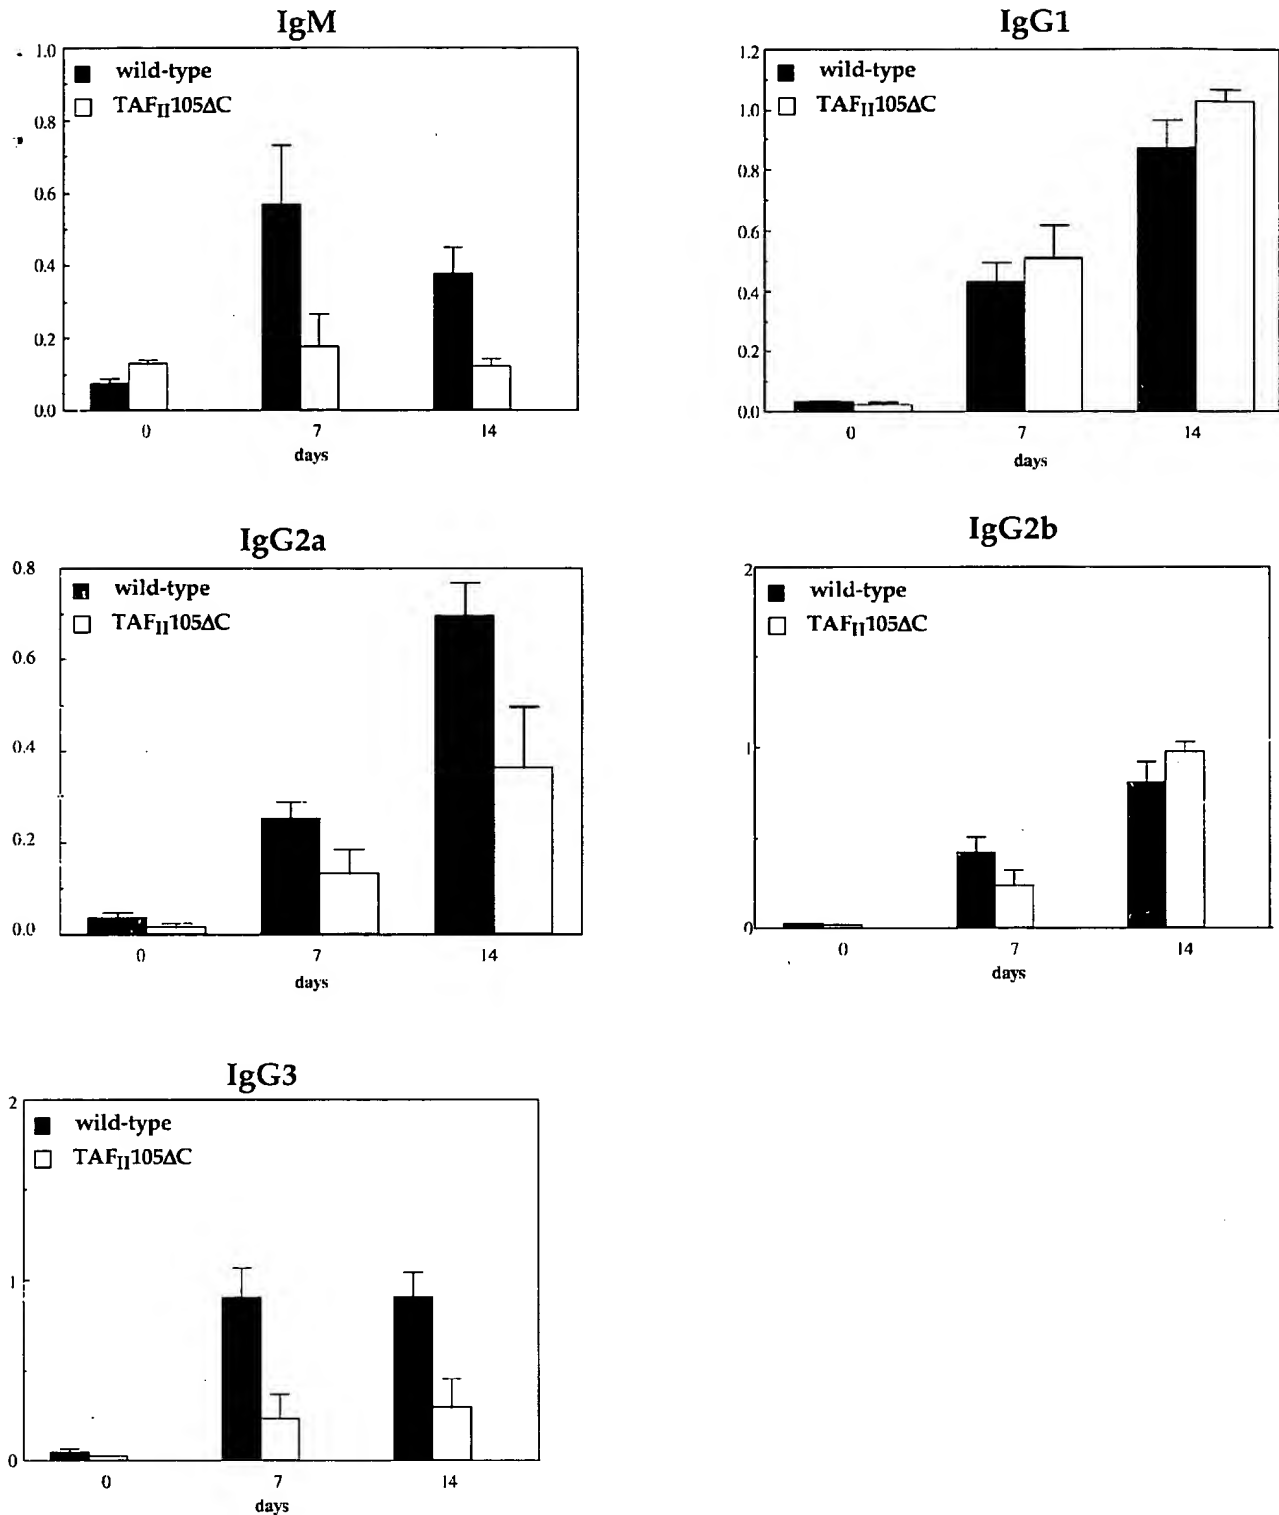 IgM
1.0
wild-type
TAFII105ΔC
0.8
0.6
0.4
0.2
0.0
0 7 14
days
IgG1
1.2
wild-type
TAFII105ΔC
1.0
0.8
0.6
0.4
0.2
0.0
0 7 14
days
IgG2a
0.8
wild-type
TAFII105ΔC
0.6
0.4
0.2
0.0
0 7 14
days
IgG2b
2
wild-type
TAFII105ΔC
1
0
0 7 14
days
IgG3
2
wild-type
TAFII105ΔC
1
0
0 7 14
days